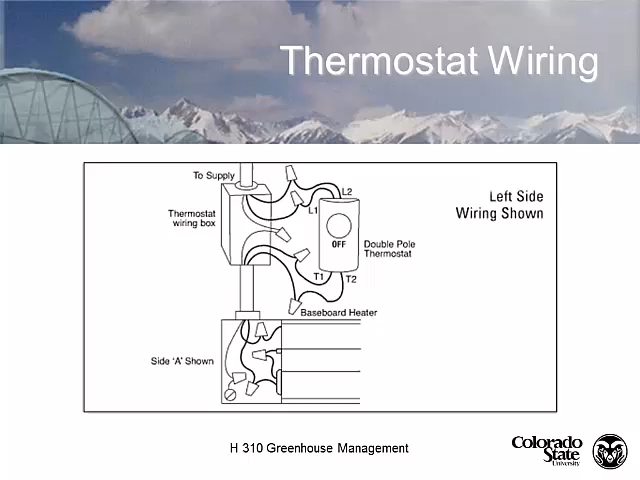 Thermostat Wiring
To Supply
L2
L1
Thermostat
wiring box
OFF
Double Pole
Thermostat
T1
T2
Left Side
Wiring Shown
Baseboard Heater
Side 'A' Shown
H 310 Greenhouse Management
Colorado
State
University